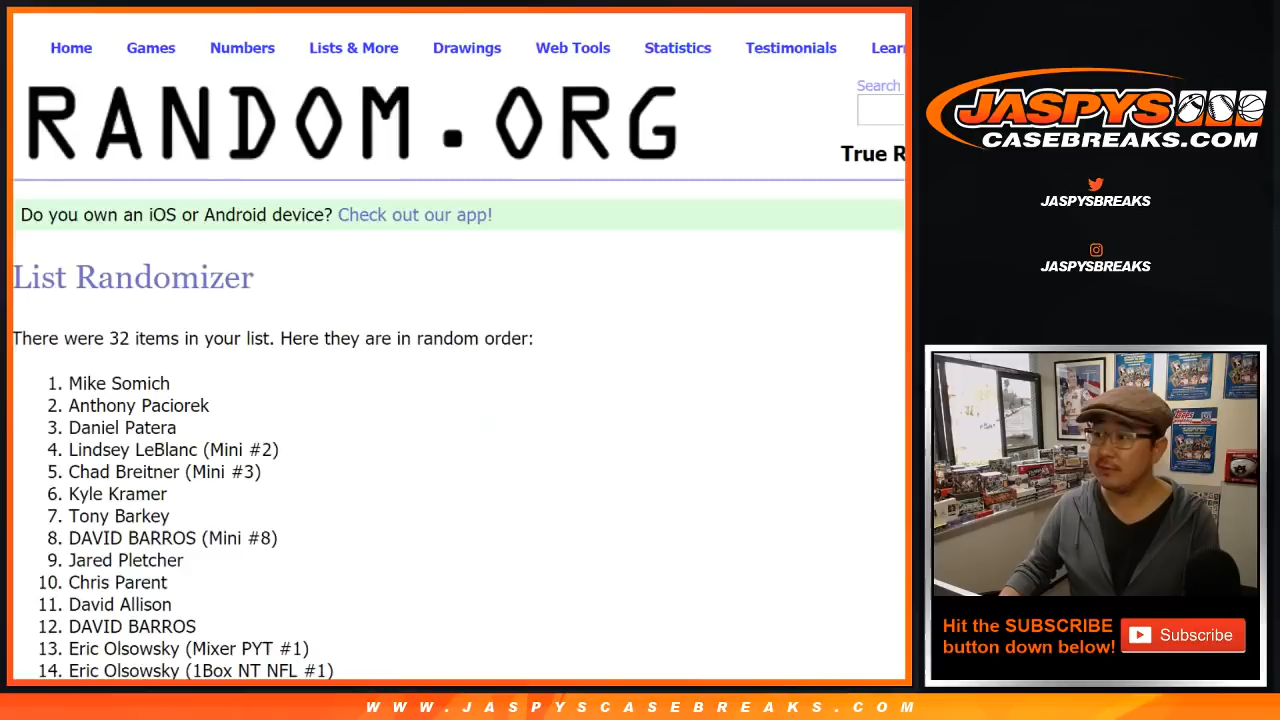 Home Games Numbers Lists & More Drawings Web Tools Statistics Testimonials Learn
RANDOM.ORG
Search
True R
Do you own an iOS or Android device? Check out our app!
List Randomizer
There were 32 items in your list. Here they are in random order:
1. Mike Somich
2. Anthony Paciorek
3. Daniel Patera
4. Lindsey LeBlanc (Mini #2)
5. Chad Breitner (Mini #3)
6. Kyle Kramer
7. Tony Barkey
8. DAVID BARROS (Mini #8)
9. Jared Pletcher
10. Chris Parent
11. David Allison
12. DAVID BARROS
13. Eric Olsowsky (Mixer PYT #1)
14. Eric Olsowsky (1Box NT NFL #1)
JASPYS
CASEBREAKS.COM
JASPYSBREAKS
JASPYSBREAKS
Hit the SUBSCRIBE
button down below!
Subscribe
WWW.JASPYSCASEBREAKS.COM